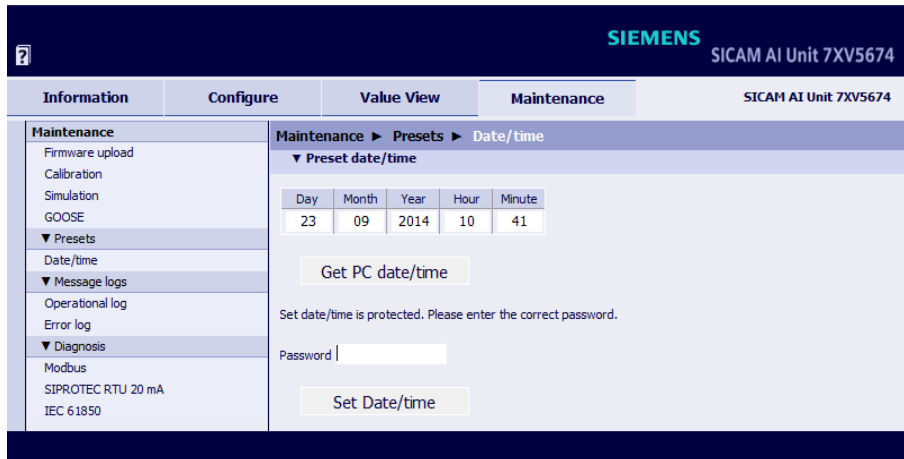 SIEMENS
?
SICAM AI Unit 7XV5674
Information Configure Value View Maintenance SICAM AI Unit 7XV5674
Maintenance
Firmware upload
Calibration
Simulation
GOOSE
▼ Presets
Date/time
▼ Message logs
Operational log
Error log
▼ Diagnosis
Modbus
SIPROTEC RTU 20 mA
IEC 61850
Maintenance ► Presets ► Date/time
▼ Preset date/time
Day Month Year Hour Minute
23 09 2014 10 41
Get PC date/time
Set date/time is protected. Please enter the correct password.
Password
Set Date/time